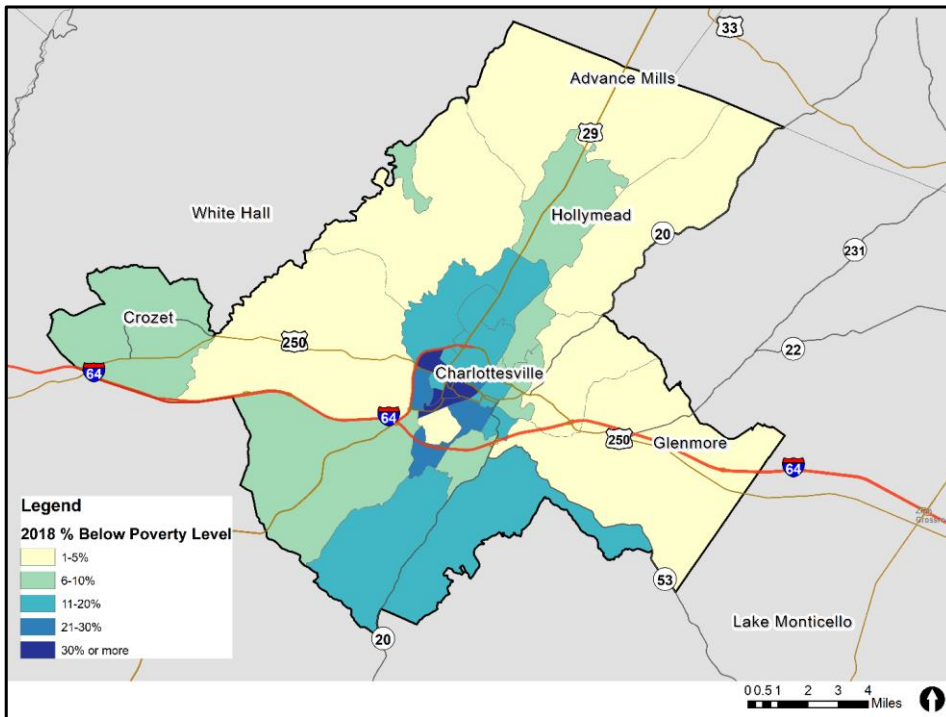 33
Advance Mills
29
White Hall
Hollymead
20
231
Crozet
250
22
64
Charlottesville
64
250
Glenmore
64
Legend
2018 % Below Poverty Level
1-5%
6-10%
11-20%
21-30%
30% or more
53
Lake Monticello
20
0 0.5 1 2 3 4
Miles